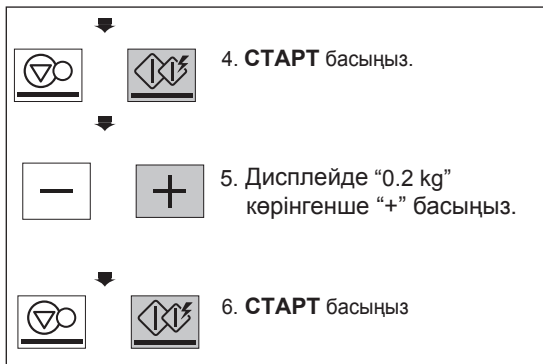 4. СТАРТ басыңыз.
5. Дисплейде “0.2 kg”
көрінгенше “+” басыңыз.
6. СТАРТ басыңыз